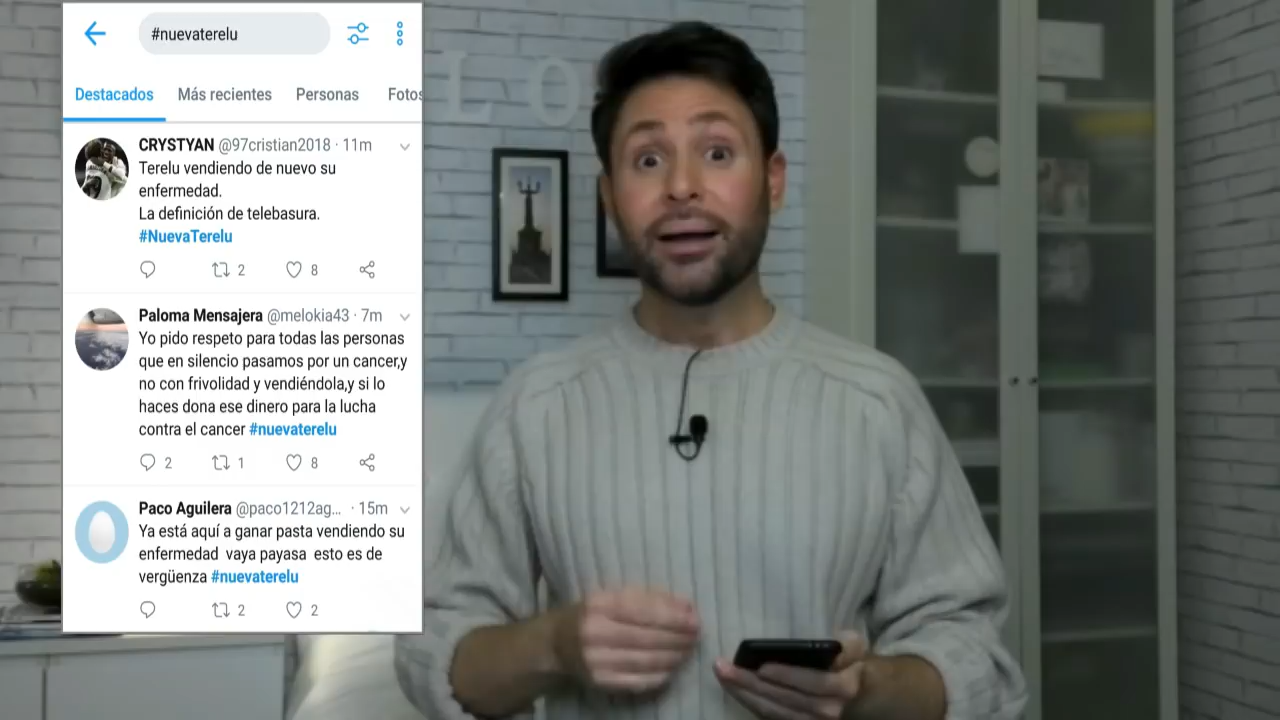 #nuevaterelu
Destacados Más recientes Personas Fotos
CRYSTYAN @97cristian2018 · 11m
Terelu vendiendo de nuevo su
enfermedad.
La definición de telebasura.
#NuevaTerelu
2 8
Paloma Mensajera @melokia43 · 7m
Yo pido respeto para todas las personas
que en silencio pasamos por un cancer,y
no con frivolidad y vendiéndola,y si lo
haces dona ese dinero para la lucha
contra el cancer #nuevaterelu
2 1 8
Paco Aguilera @paco1212ag... · 15m
Ya está aquí a ganar pasta vendiendo su
enfermedad vaya payasa esto es de
vergüenza #nuevaterelu
2 2
LO